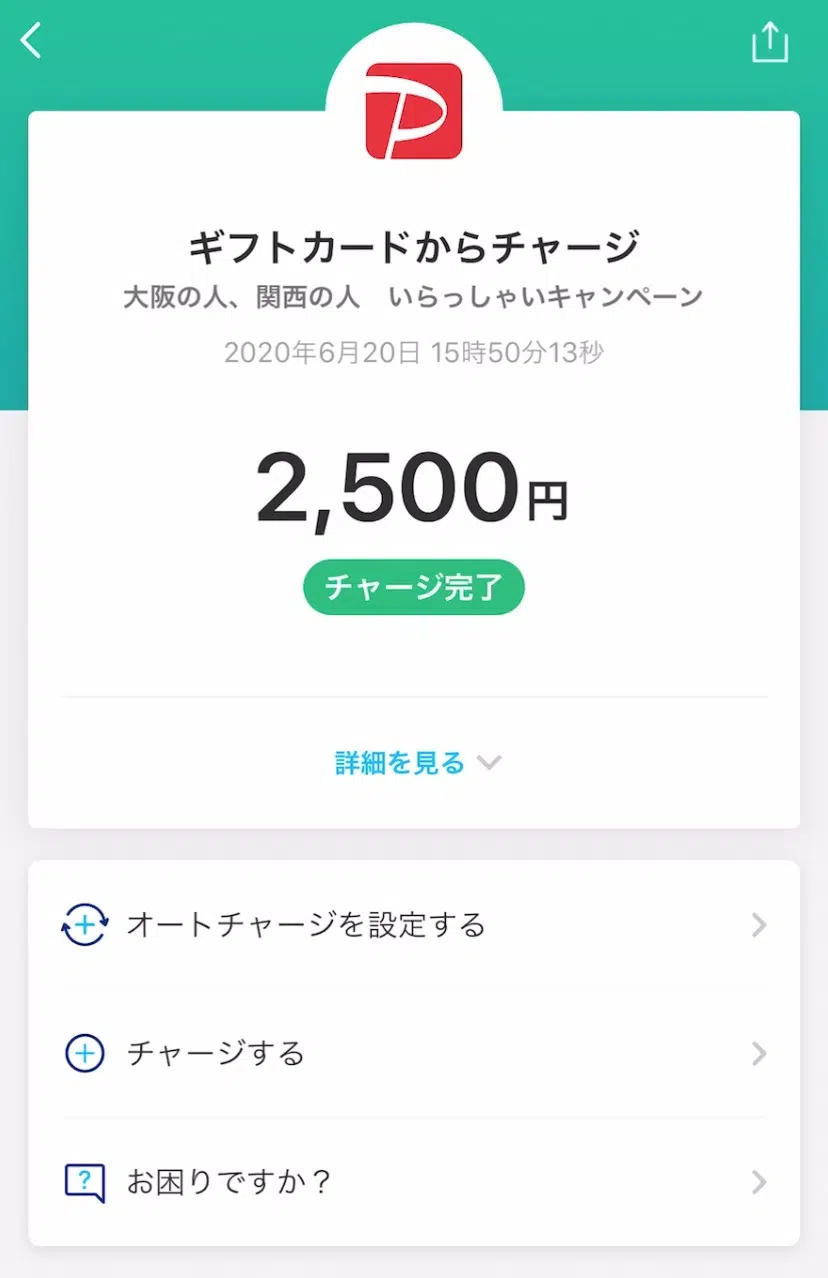 ギフトカードからチャージ
大阪の人、関西の人　いらっしゃいキャンペーン
2020年6月20日 15時50分13秒
2,500円
チャージ完了
詳細を見る
オートチャージを設定する
チャージする
お困りですか？